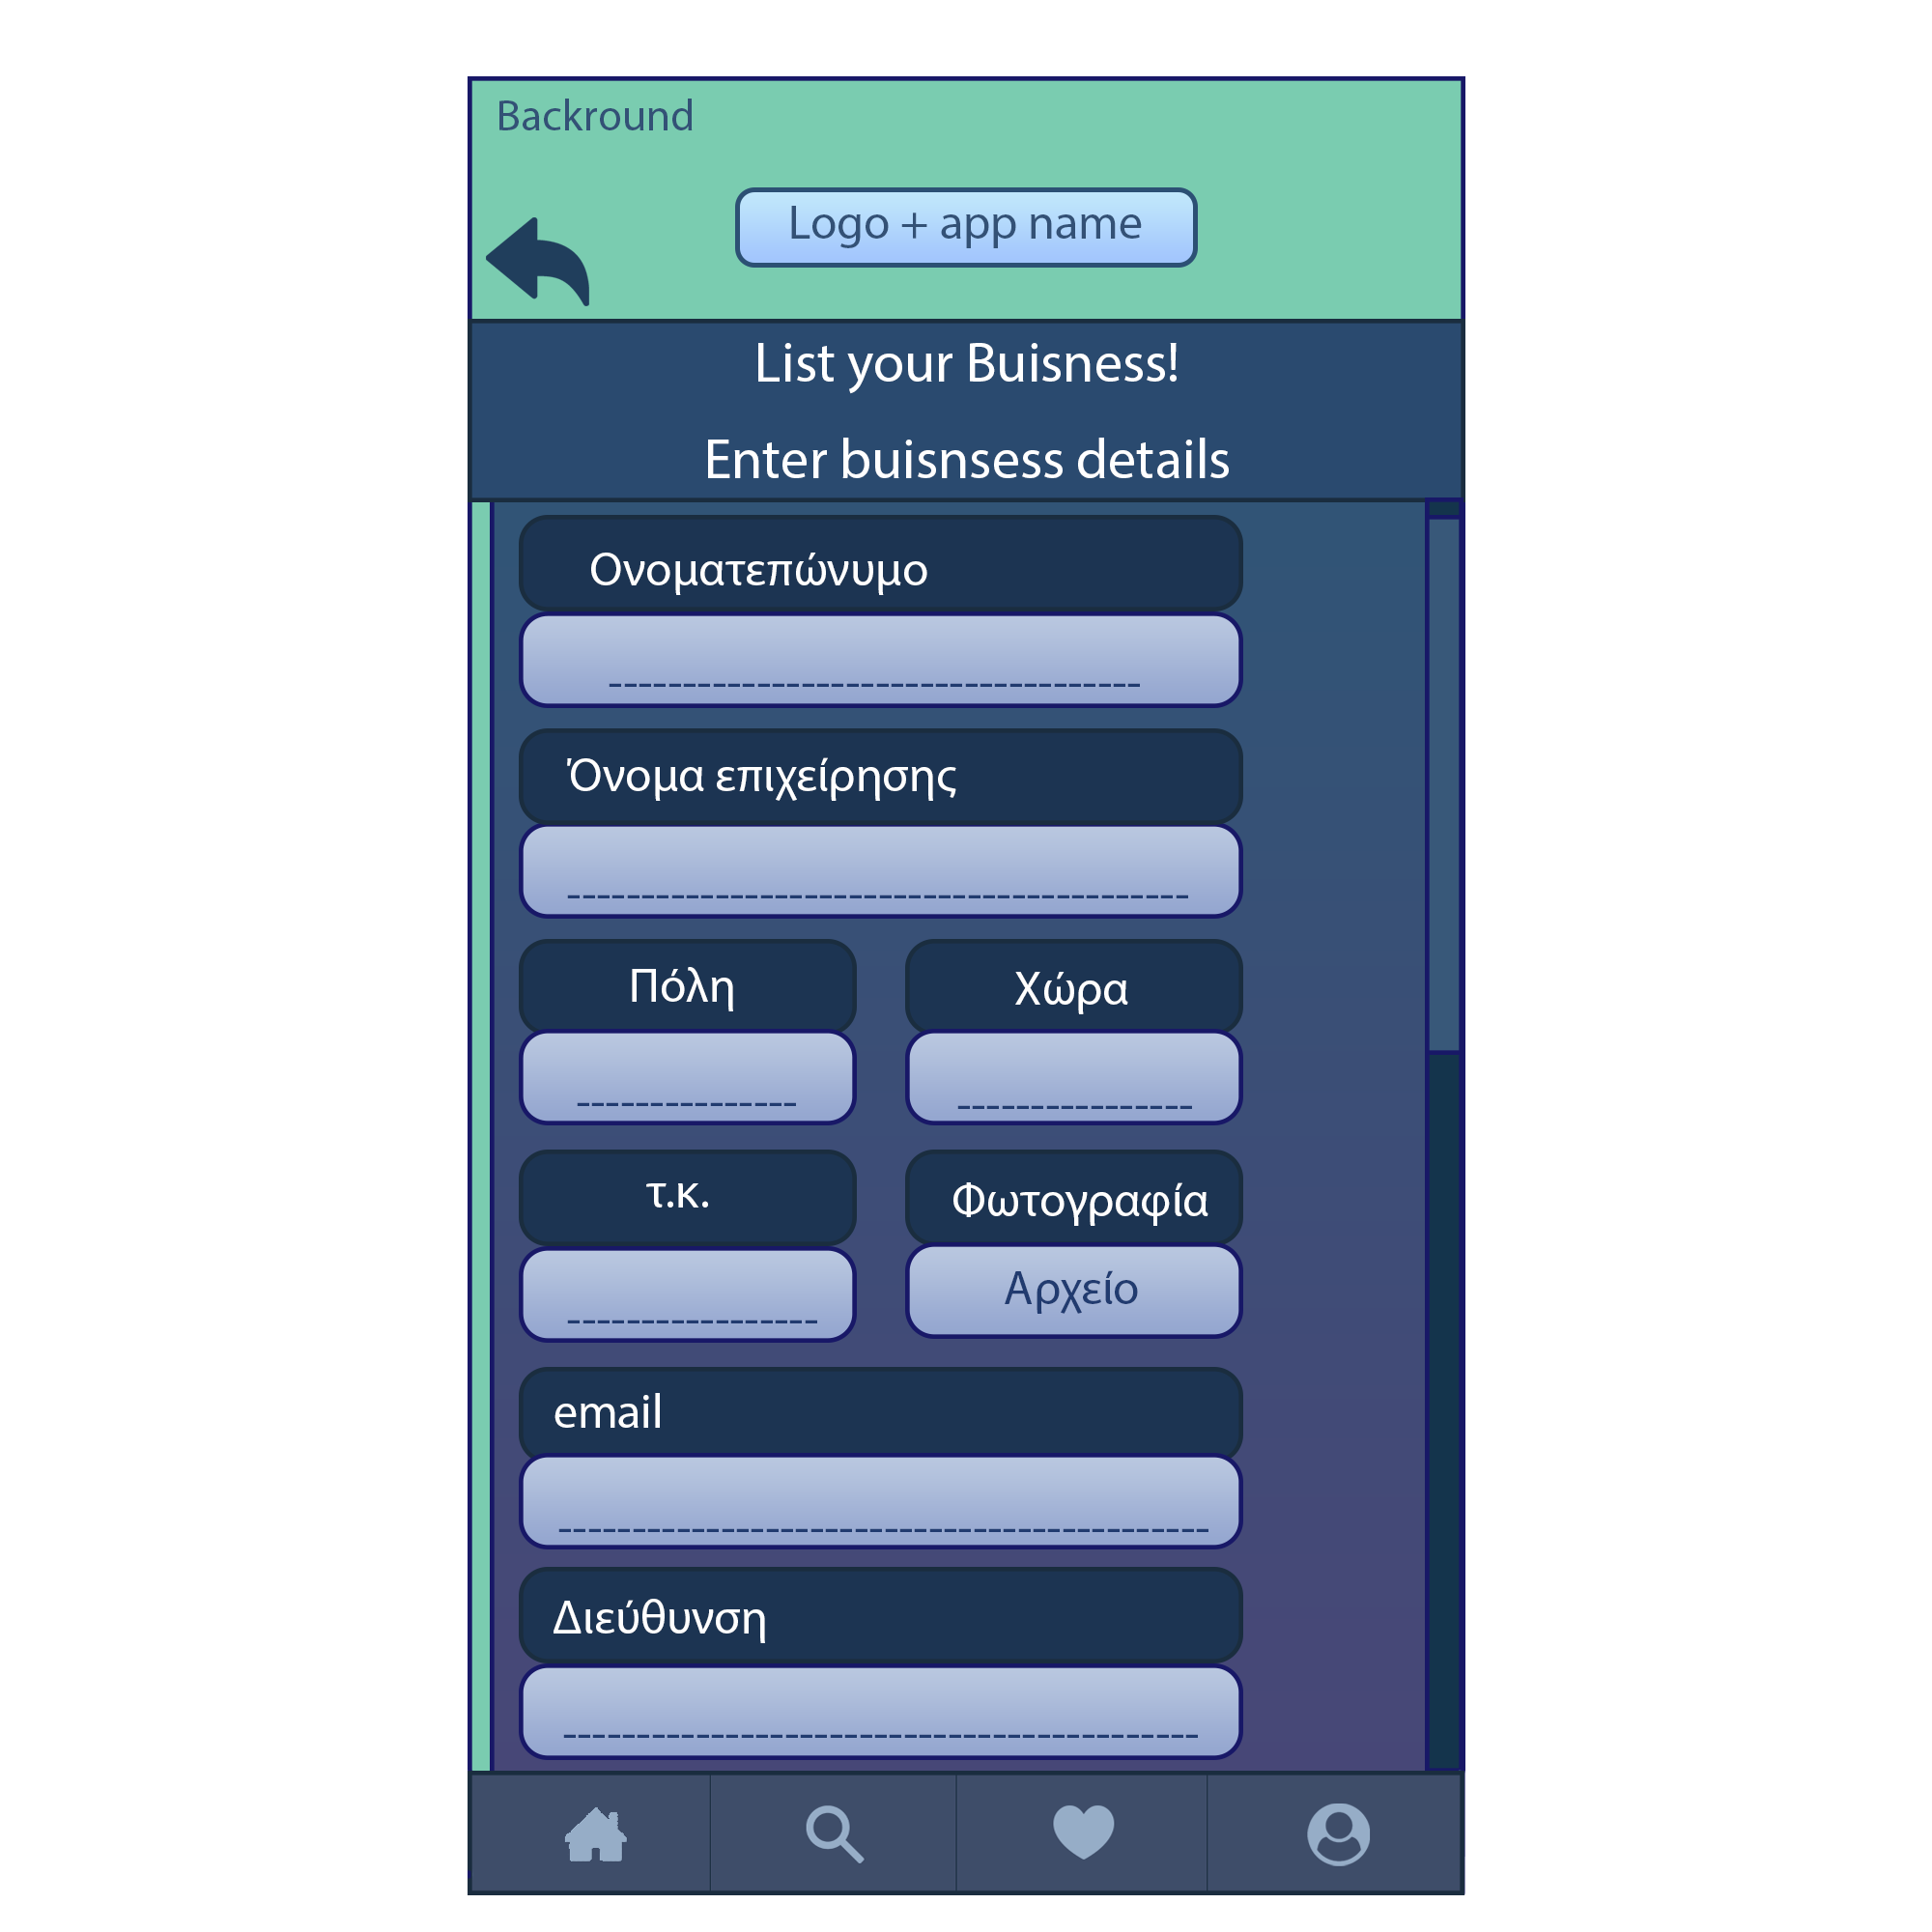 Backround
Logo + app name
List your Buisness!
Enter buisnsess details
Ονοματεπώνυμο
Όνομα επιχείρησης
Πόλη
Χώρα
τ.κ.
Φωτογραφία
Αρχείο
email
Διεύθυνση